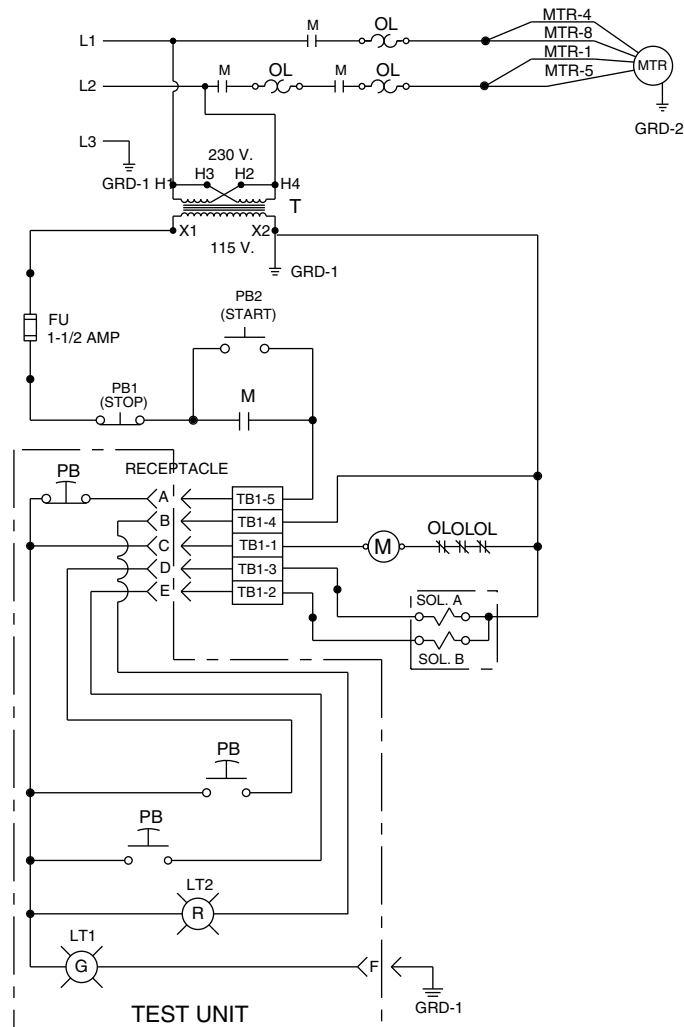 L1 M OL MTR-4
MTR-8
L2 M OL M OL MTR-1
MTR-5
MTR
GRD-2
L3
GRD-1
230 V.
H1 H3 H2 H4
T
X1 X2
115 V.
GRD-1
FU
1-1/2 AMP
PB2
(START)
PB1
(STOP)
M
PB RECEPTACLE
A TB1-5
B TB1-4
C TB1-1 M OL OL OL
D TB1-3
E TB1-2
SOL. A
SOL. B
PB
PB
LT2
R
LT1
G
F
GRD-1
TEST UNIT